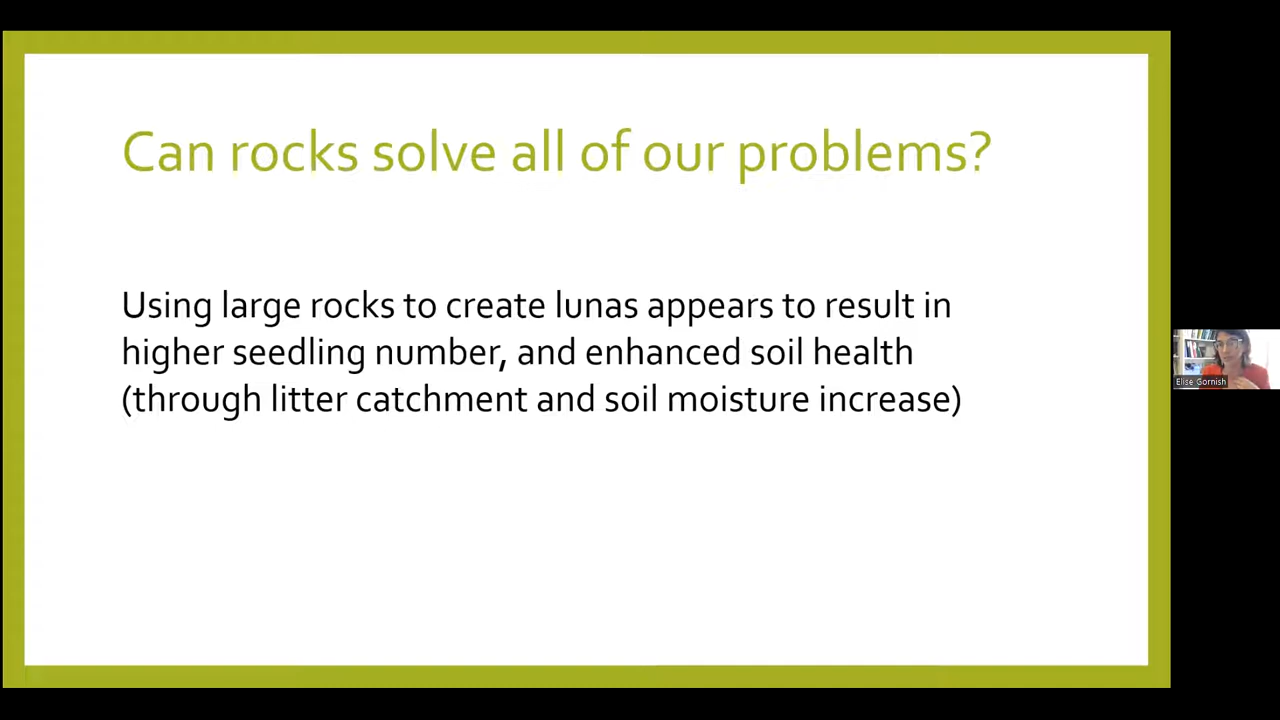 Can rocks solve all of our problems?
Using large rocks to create lunas appears to result in
higher seedling number, and enhanced soil health
(through litter catchment and soil moisture increase)
Elise Gornish